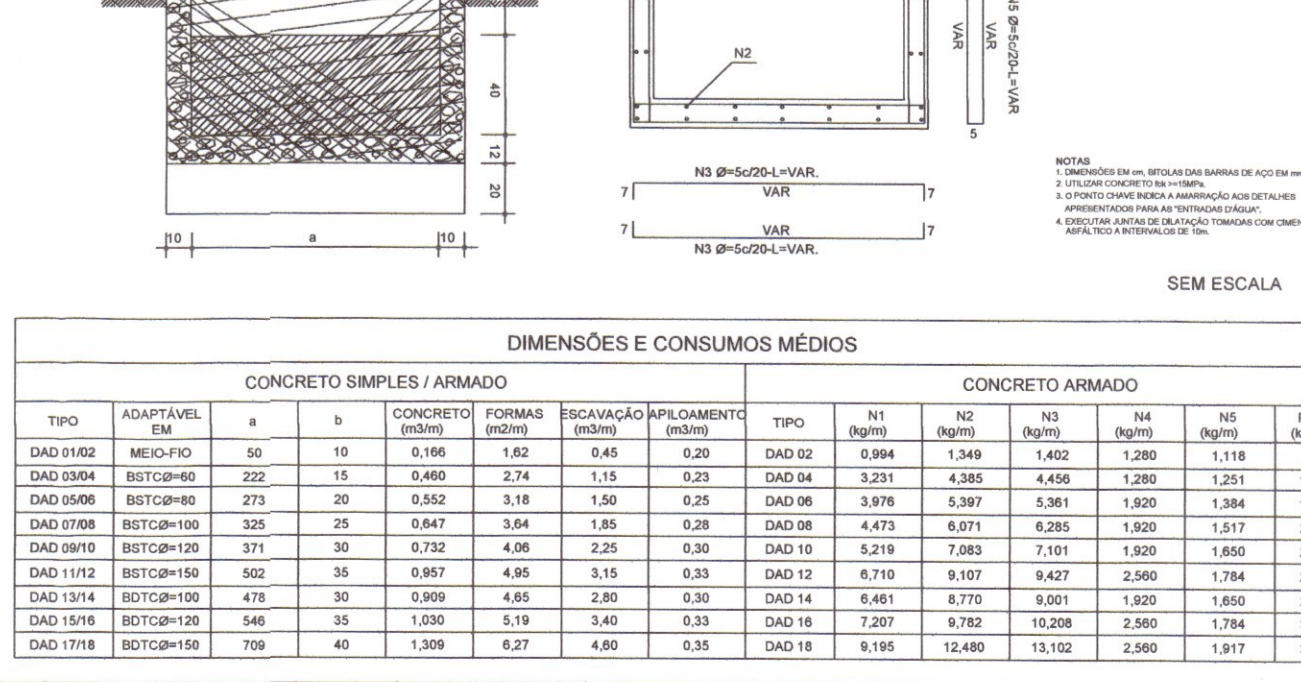 N2
40
12
20
10 a 10
N5 Ø=5c/20-L=VAR
VAR
VAR
5
N3 Ø=5c/20-L=VAR.
7 VAR 7
7 VAR 7
N3 Ø=5c/20-L=VAR.
NOTAS
1. DIMENSÕES EM cm, BITOLAS DAS BARRAS DE AÇO EM mm
2. UTILIZAR CONCRETO fck >=15MPa.
3. O PONTO CHAVE INDICA A AMARRAÇÃO AOS DETALHES
APRESENTADOS PARA AS "ENTRADAS D'ÁGUA".
4. EXECUTAR JUNTAS DE DILATAÇÃO TOMADAS COM CIMEN
ASFÁLTICO A INTERVALOS DE 10m.
SEM ESCALA
DIMENSÕES E CONSUMOS MÉDIOS
CONCRETO SIMPLES / ARMADO CONCRETO ARMADO
TIPO ADAPTÁVEL EM a b CONCRETO (m3/m) FORMAS (m2/m) ESCAVAÇÃO (m3/m) APILOAMENTO (m3/m) TIPO N1 (kg/m) N2 (kg/m) N3 (kg/m) N4 (kg/m) N5 (kg/m)
DAD 01/02 MEIO-FIO 50 10 0,166 1,62 0,45 0,20 DAD 02 0,994 1,349 1,402 1,280 1,118
DAD 03/04 BSTCØ=60 222 15 0,460 2,74 1,15 0,23 DAD 04 3,231 4,385 4,456 1,280 1,251
DAD 05/06 BSTCØ=80 273 20 0,552 3,18 1,50 0,25 DAD 06 3,976 5,397 5,361 1,920 1,384
DAD 07/08 BSTCØ=100 325 25 0,647 3,64 1,85 0,28 DAD 08 4,473 6,071 6,285 1,920 1,517
DAD 09/10 BSTCØ=120 371 30 0,732 4,06 2,25 0,30 DAD 10 5,219 7,083 7,101 1,920 1,650
DAD 11/12 BSTCØ=150 502 35 0,957 4,95 3,15 0,33 DAD 12 6,710 9,107 9,427 2,560 1,784
DAD 13/14 BDTCØ=100 478 30 0,909 4,65 2,80 0,30 DAD 14 6,461 8,770 9,001 1,920 1,650
DAD 15/16 BDTCØ=120 546 35 1,030 5,19 3,40 0,33 DAD 16 7,207 9,782 10,208 2,560 1,784
DAD 17/18 BDTCØ=150 709 40 1,309 6,27 4,60 0,35 DAD 18 9,195 12,480 13,102 2,560 1,917